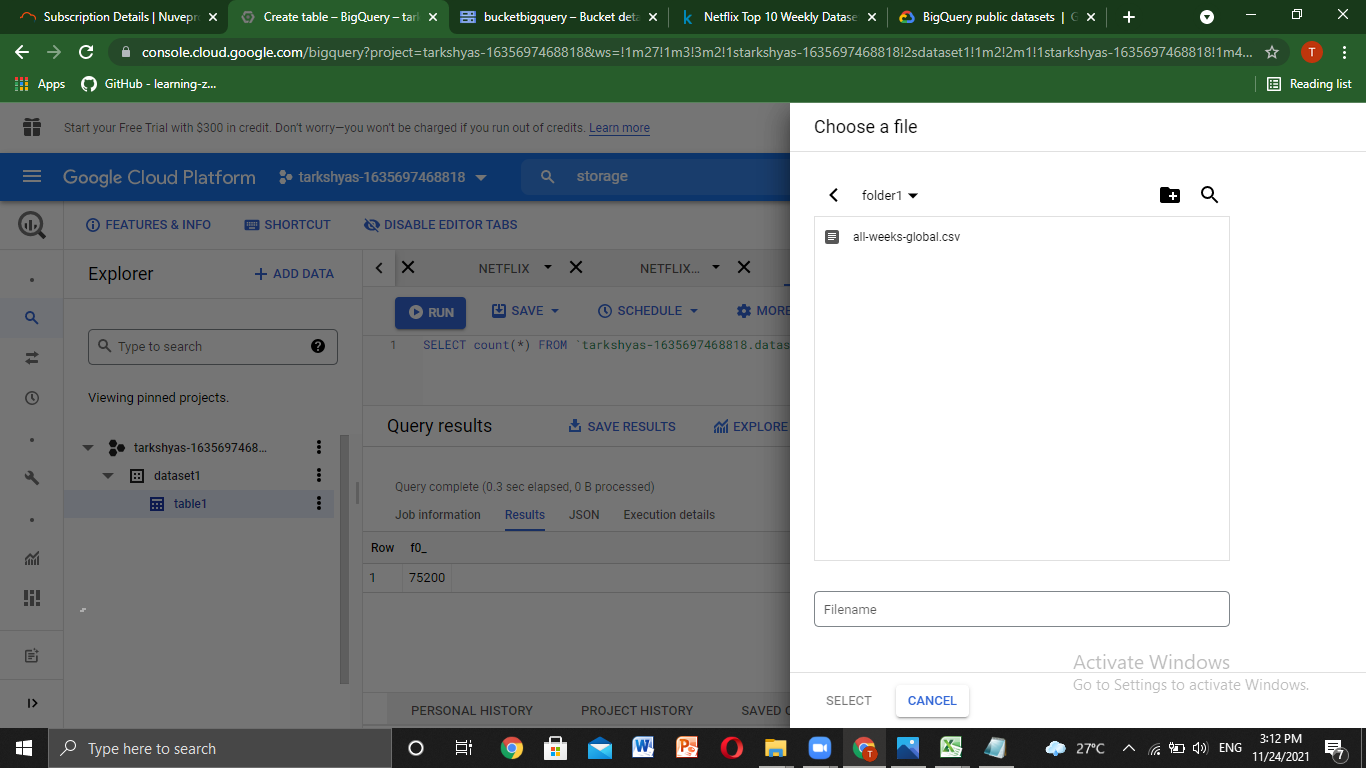 Subscription Details | Nuvepr
Create table – BigQuery – tark
bucketbigquery – Bucket deta
Netflix Top 10 Weekly Datase
BigQuery public datasets | G
console.cloud.google.com/bigquery?project=tarkshyas-1635697468818&ws=!1m27!1m3!3m2!1starkshyas-1635697468818!2sdataset1!1m2!2m1!1starkshyas-1635697468818!1m4...
T
Apps
GitHub - learning-z...
Reading list
Start your Free Trial with $300 in credit. Don't worry—you won't be charged if you run out of credits. Learn more
Google Cloud Platform
tarkshyas-1635697468818
storage
FEATURES & INFO
SHORTCUT
DISABLE EDITOR TABS
Explorer
+ ADD DATA
Type to search
Viewing pinned projects.
tarkshyas-1635697468...
dataset1
table1
NETFLIX
NETFLIX...
RUN
SAVE
SCHEDULE
MORE
1 SELECT count(*) FROM `tarkshyas-1635697468818.datas
Query results
SAVE RESULTS
EXPLORE
Query complete (0.3 sec elapsed, 0 B processed)
Job information
Results
JSON
Execution details
Row f0_
1 75200
PERSONAL HISTORY
PROJECT HISTORY
SAVED
Choose a file
folder1
all-weeks-global.csv
Filename
SELECT
CANCEL
Activate Windows
Go to Settings to activate Windows.
Type here to search
27°C
ENG
3:12 PM
11/24/2021
7